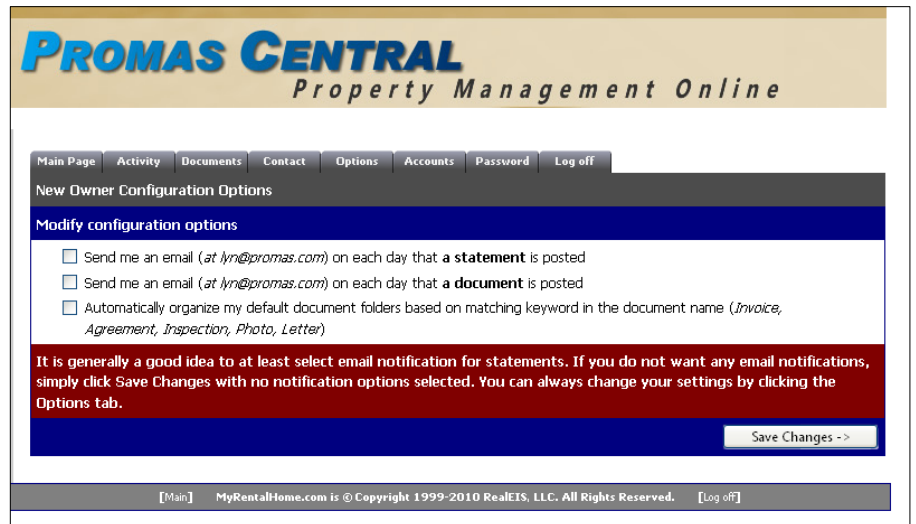 PROMAS CENTRAL
Property Management Online
Main Page Activity Documents Contact Options Accounts Password Log off
New Owner Configuration Options
Modify configuration options
Send me an email (at lyn@promas.com) on each day that a statement is posted
Send me an email (at lyn@promas.com) on each day that a document is posted
Automatically organize my default document folders based on matching keyword in the document name (Invoice,
Agreement, Inspection, Photo, Letter)
It is generally a good idea to at least select email notification for statements. If you do not want any email notifications,
simply click Save Changes with no notification options selected. You can always change your settings by clicking the
Options tab.
Save Changes ->
[Main] MyRentalHome.com is © Copyright 1999-2010 RealEIS, LLC. All Rights Reserved. [Log off]